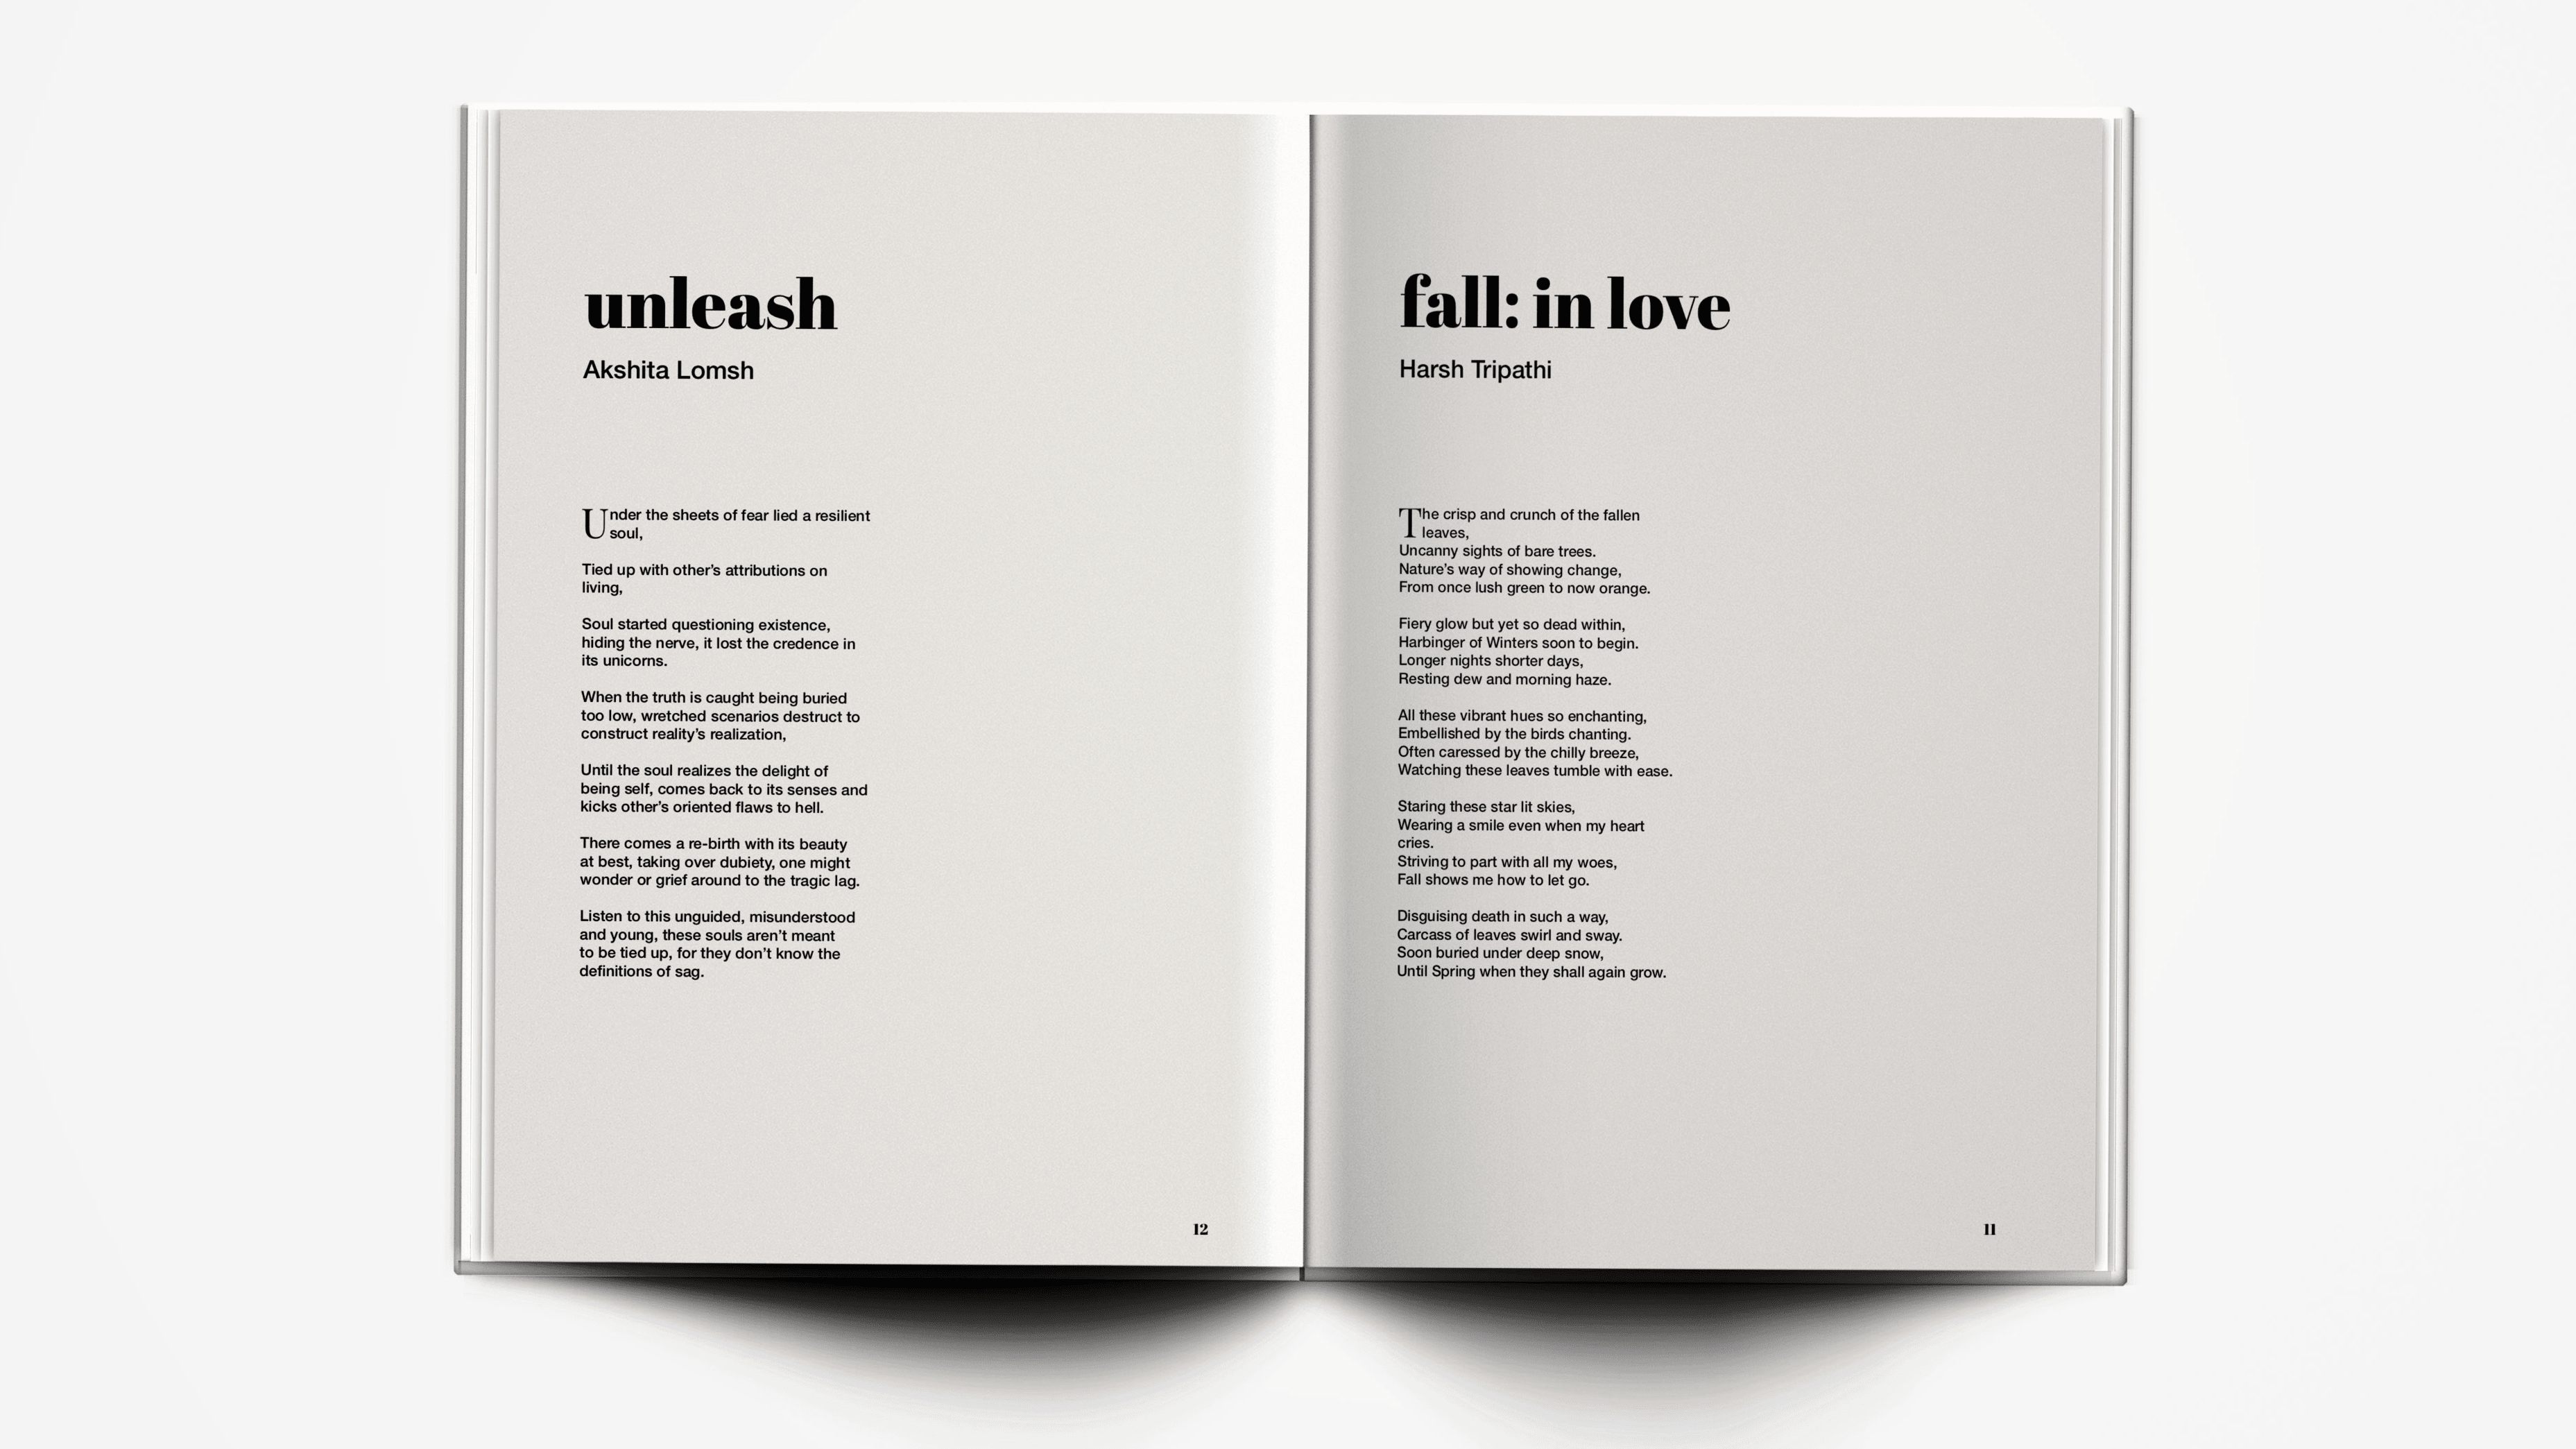 unleash
Akshita Lomsh
Under the sheets of fear lied a resilient
soul,
Tied up with other's attributions on
living,
Soul started questioning existence,
hiding the nerve, it lost the credence in
its unicorns.
When the truth is caught being buried
too low, wretched scenarios destruct to
construct reality's realization,
Until the soul realizes the delight of
being self, comes back to its senses and
kicks other's oriented flaws to hell.
There comes a re-birth with its beauty
at best, taking over dubiety, one might
wonder or grief around to the tragic lag.
Listen to this unguided, misunderstood
and young, these souls aren't meant
to be tied up, for they don't know the
definitions of sag.
12
fall: in love
Harsh Tripathi
The crisp and crunch of the fallen
leaves,
Uncanny sights of bare trees.
Nature's way of showing change,
From once lush green to now orange.
Fiery glow but yet so dead within,
Harbinger of Winters soon to begin.
Longer nights shorter days,
Resting dew and morning haze.
All these vibrant hues so enchanting,
Embellished by the birds chanting.
Often caressed by the chilly breeze,
Watching these leaves tumble with ease.
Staring these star lit skies,
Wearing a smile even when my heart
cries.
Striving to part with all my woes,
Fall shows me how to let go.
Disguising death in such a way,
Carcass of leaves swirl and sway.
Soon buried under deep snow,
Until Spring when they shall again grow.
11